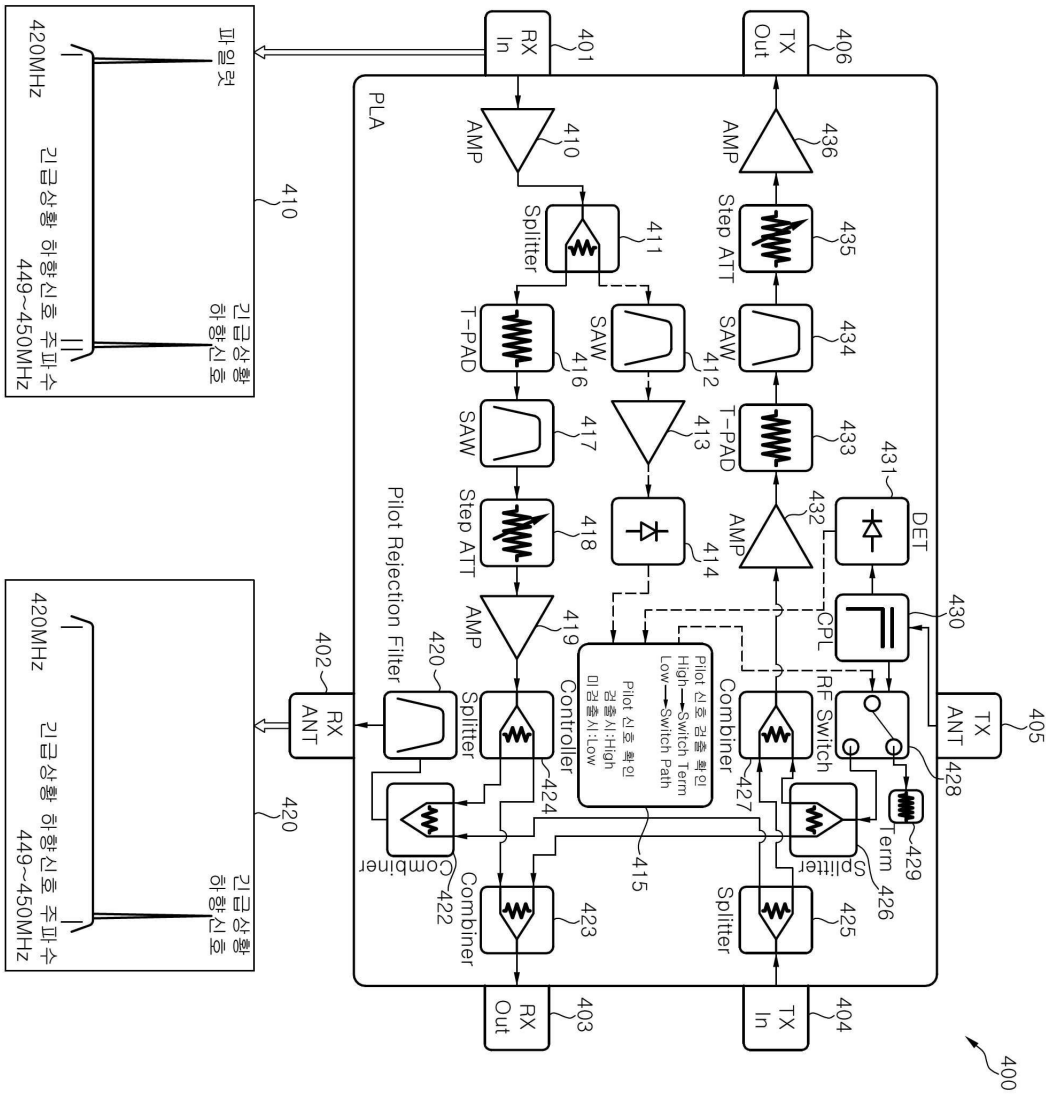 400
TX
In
404
TX
ANT
405
TX
Out
406
RX
In
401
RX
ANT
402
RX
Out
403
PLA
436
AMP
435
Step ATT
434
SAW
433
T-PAD
432
AMP
431
DET
430
CPL
428
RF Switch
429
Term
427
Combiner
426
Splitter
425
Splitter
410
AMP
411
Splitter
412
SAW
413
414
Pilot 신호 검출 확인
High→Switch Term
Low→Switch Path
Pilot 신호 확인
검출시:High
미검출시:Low
Controller
415
416
T-PAD
417
SAW
418
Step ATT
419
AMP
424
Splitter
422
Combiner
423
Combiner
420
Pilot Rejection Filter
410
파일럿
긴급상황
하향신호
420MHz
긴급상황 하향신호 주파수
449~450MHz
420
긴급상황
하향신호
420MHz
긴급상황 하향신호 주파수
449~450MHz